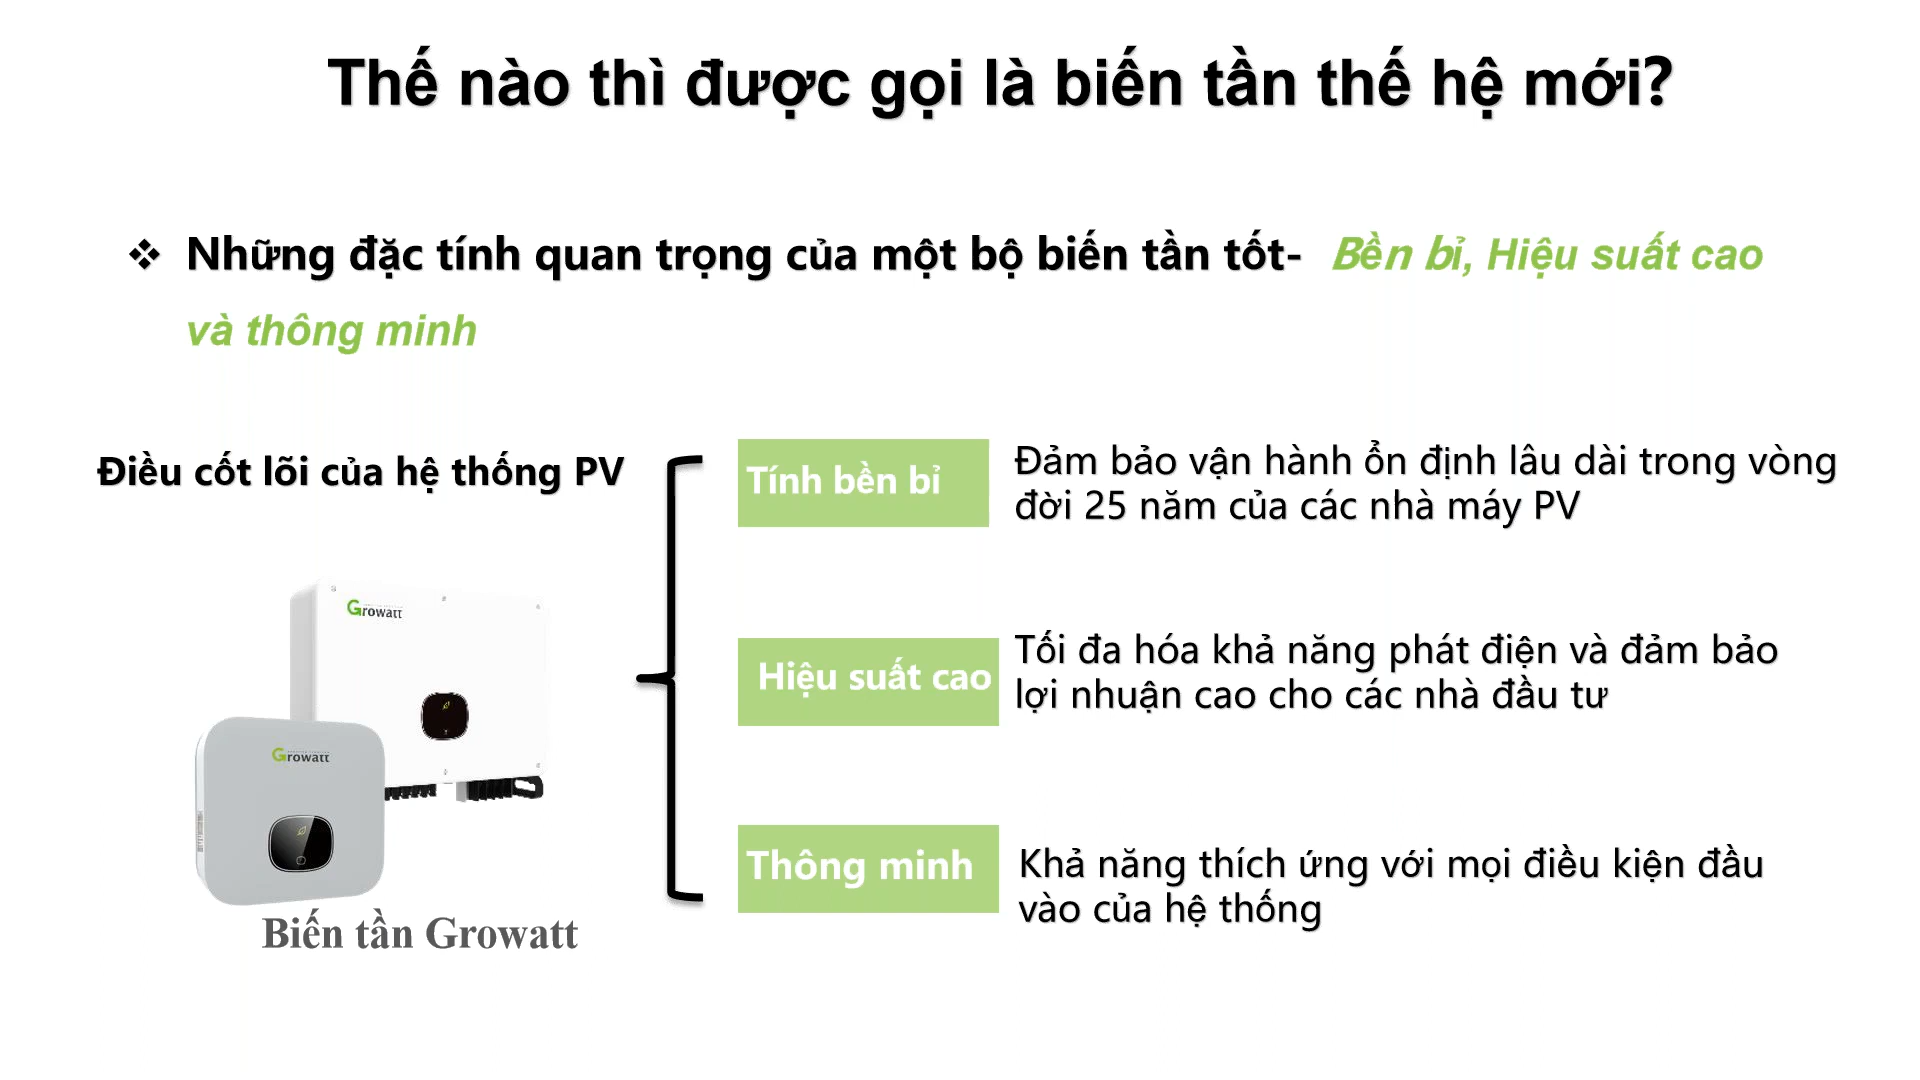 Thế nào thì được gọi là biến tần thế hệ mới?
❖ Những đặc tính quan trọng của một bộ biến tần tốt- Bền bỉ, Hiệu suất cao
và thông minh
Điều cốt lõi của hệ thống PV
Tính bền bỉ
Đảm bảo vận hành ổn định lâu dài trong vòng
đời 25 năm của các nhà máy PV
Growatt
Growatt
Biến tần Growatt
Hiệu suất cao
Tối đa hóa khả năng phát điện và đảm bảo
lợi nhuận cao cho các nhà đầu tư
Thông minh
Khả năng thích ứng với mọi điều kiện đầu
vào của hệ thống